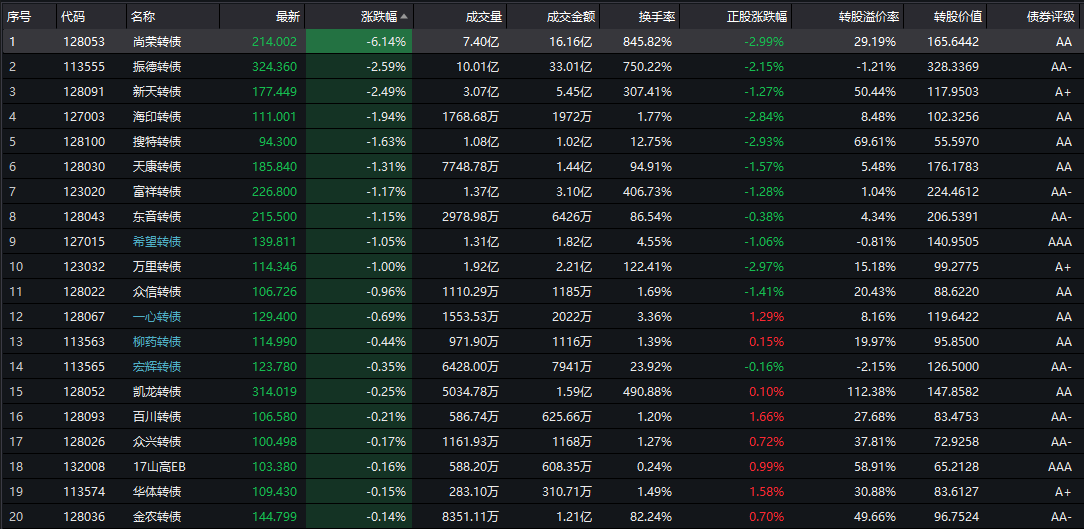 序号 代码 名称 最新 涨跌幅 成交量 成交金额 换手率 正股涨跌幅 转股溢价率 转股价值 债券评级
1 128053 尚荣转债 214.002 -6.14% 7.40亿 16.16亿 845.82% -2.99% 29.19% 165.6442 AA
2 113555 振德转债 324.360 -2.59% 10.01亿 33.01亿 750.22% -2.15% -1.21% 328.3369 AA-
3 128091 新天转债 177.449 -2.49% 3.07亿 5.45亿 307.41% -1.27% 50.44% 117.9503 A+
4 127003 海印转债 111.001 -1.94% 1768.68万 1972万 1.77% -2.84% 8.48% 102.3256 AA
5 128100 搜特转债 94.300 -1.63% 1.08亿 1.02亿 12.75% -2.93% 69.61% 55.5970 AA
6 128030 天康转债 185.840 -1.31% 7748.78万 1.44亿 94.91% -1.57% 5.48% 176.1783 AA
7 123020 富祥转债 226.800 -1.17% 1.37亿 3.10亿 406.73% -1.28% 1.04% 224.4612 AA-
8 128043 东音转债 215.500 -1.15% 2978.98万 6426万 86.54% -0.38% 4.34% 206.5391 AA-
9 127015 希望转债 139.811 -1.05% 1.31亿 1.82亿 4.55% -1.06% -0.81% 140.9505 AAA
10 123032 万里转债 114.346 -1.00% 1.92亿 2.21亿 122.41% -2.97% 15.18% 99.2775 A+
11 128022 众信转债 106.726 -0.96% 1110.29万 1185万 1.69% -1.41% 20.43% 88.6220 AA
12 128067 一心转债 129.400 -0.69% 1553.53万 2022万 3.36% 1.29% 8.16% 119.6422 AA
13 113563 柳药转债 114.990 -0.44% 971.90万 1116万 1.39% 0.15% 19.97% 95.8500 AA
14 113565 宏辉转债 123.780 -0.35% 6428.00万 7941万 23.92% -0.16% -2.15% 126.5000 AA-
15 128052 凯龙转债 314.019 -0.25% 5034.78万 1.59亿 490.88% 0.10% 112.38% 147.8582 AA
16 128093 百川转债 106.580 -0.21% 586.74万 625.66万 1.20% 1.66% 27.68% 83.4753 AA-
17 128026 众兴转债 100.498 -0.17% 1161.93万 1168万 1.27% 0.72% 37.81% 72.9258 AA-
18 132008 17山高EB 103.380 -0.16% 588.20万 608.35万 0.24% 0.99% 58.91% 65.2128 AAA
19 113574 华体转债 109.430 -0.15% 283.10万 310.71万 1.49% 1.58% 30.88% 83.6127 A+
20 128036 金农转债 144.799 -0.14% 8351.11万 1.21亿 82.24% 0.70% 49.66% 96.7524 AA-